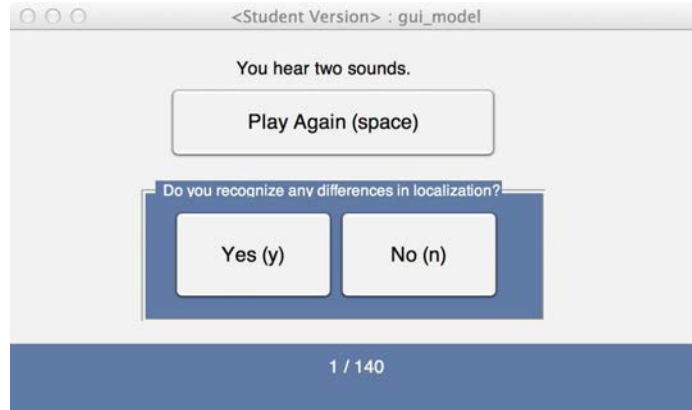 <Student Version> : gui_model
You hear two sounds.
Play Again (space)
Do you recognize any differences in localization?
Yes (y)
No (n)
1 / 140